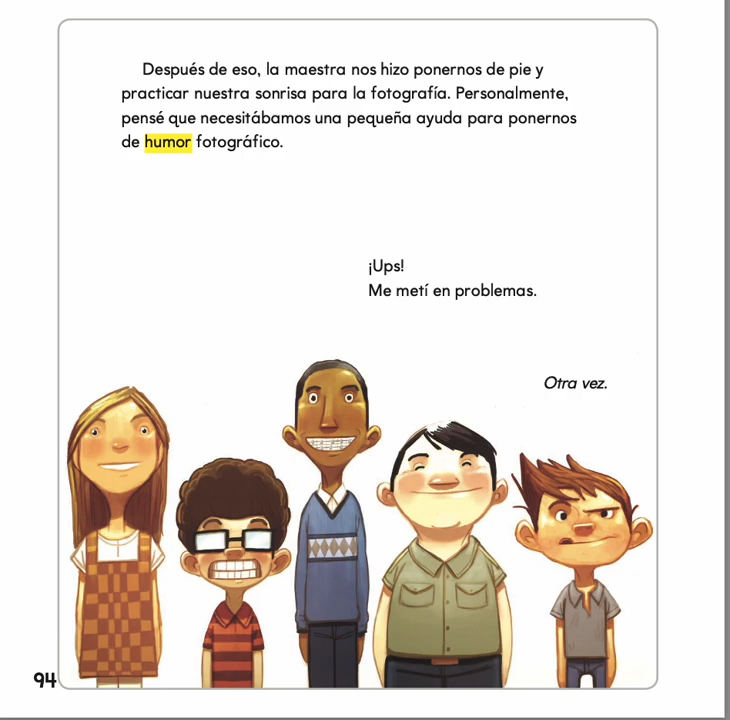 Después de eso, la maestra nos hizo ponernos de pie y
practicar nuestra sonrisa para la fotografía. Personalmente,
pensé que necesitábamos una pequeña ayuda para ponernos
de humor fotográfico.
¡Ups!
Me metí en problemas.
Otra vez.
94